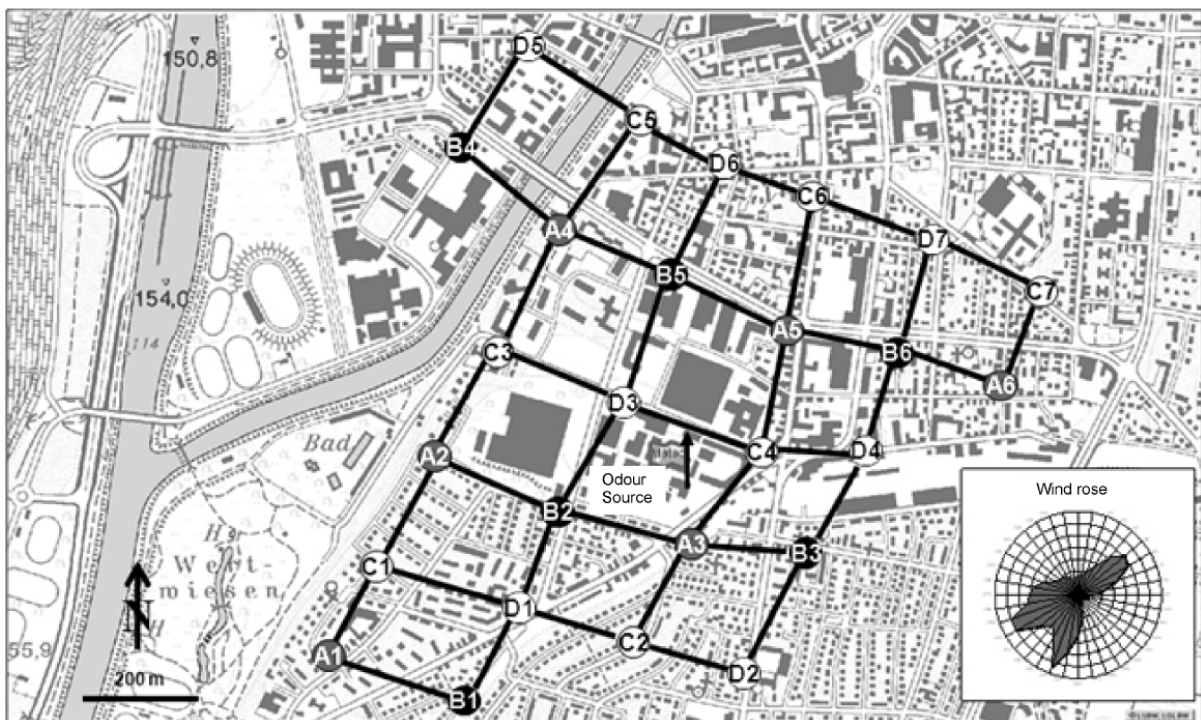 150,8
D5
C5
B4
D6
C6
A4
D7
B5
C7
154,0
A5
114
C3
B6
A6
D3
Bad
A2
C4
D4
Odour
Source
Wind rose
B2
A3
B3
H
C1
Wert-
miesen
N
D1
H
C2
55,9
A1
D2
200 m
B1